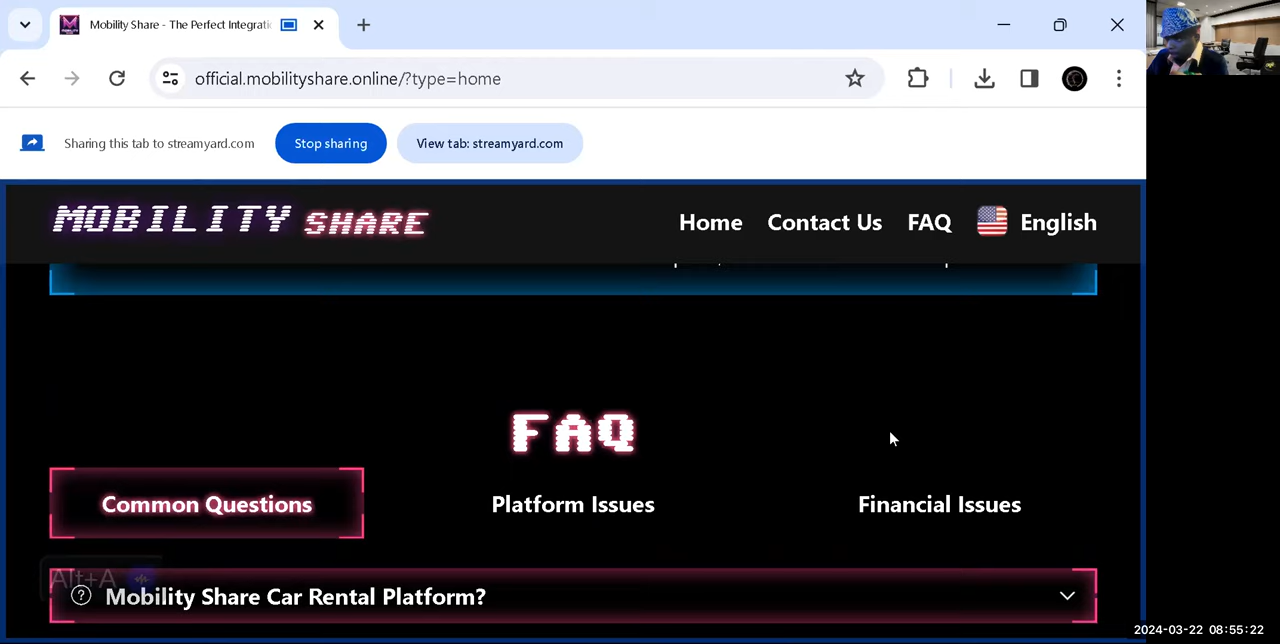 Mobility Share - The Perfect Integrati
official.mobilityshare.online/?type=home
Sharing this tab to streamyard.com
Stop sharing
View tab: streamyard.com
MOBILITY SHARE
Home
Contact Us
FAQ
English
FAQ
Common Questions
Platform Issues
Financial Issues
Alt+A
Mobility Share Car Rental Platform?
2024-03-22 08:55:22